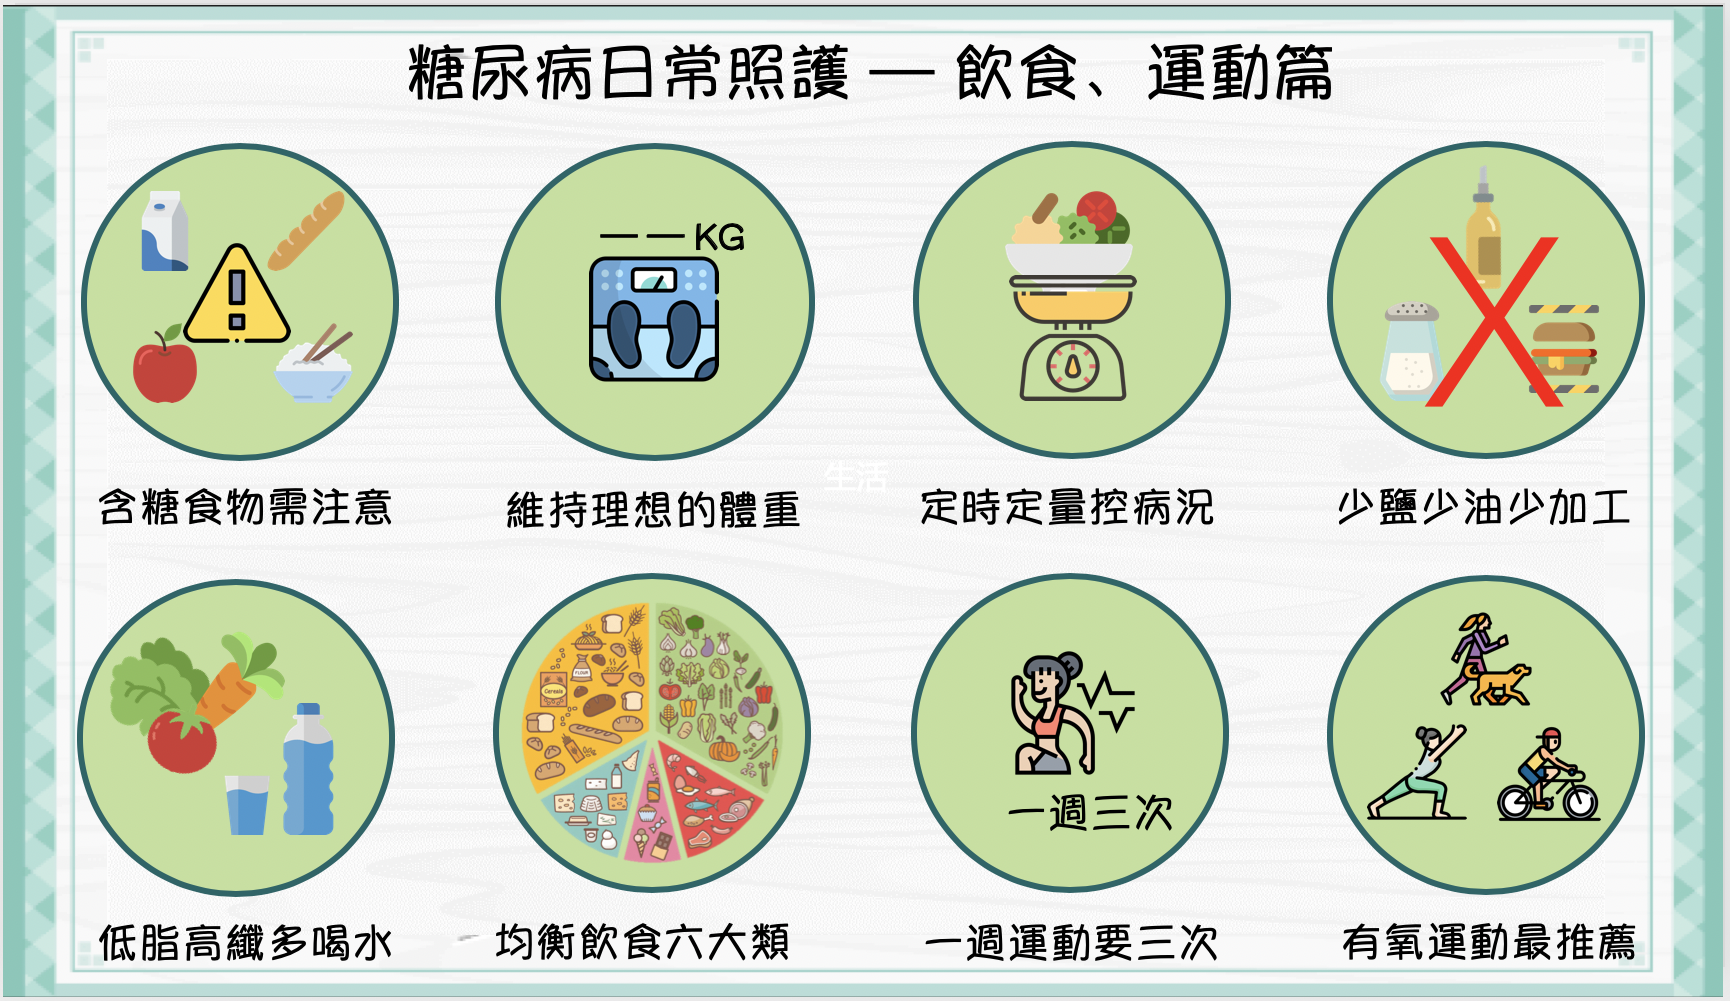 糖尿病日常照護 — 飲食、運動篇
— — KG
生活
含糖食物需注意
維持理想的體重
定時定量控病況
少鹽少油少加工
FLOUR
Cereals
一週三次
低脂高纖多喝水
均衡飲食六大類
一週運動要三次
有氧運動最推薦